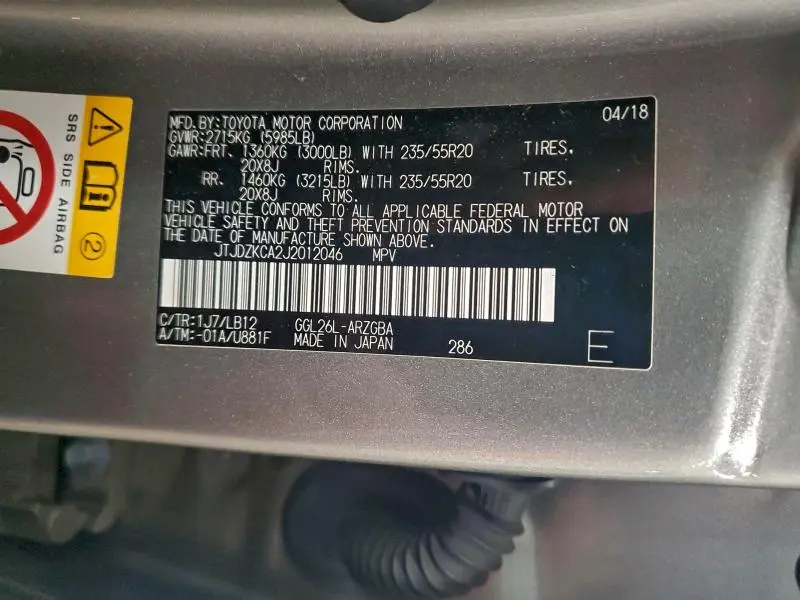 MFD.BY:TOYOTA MOTOR CORPORATION 04/18
GVWR:2715KG (5985LB)
GAWR:FRT. 1360KG (3000LB) WITH 235/55R20 TIRES.
20X8J RIMS.
RR. 1460KG (3215LB) WITH 235/55R20 TIRES.
20X8J RIMS.
THIS VEHICLE CONFORMS TO ALL APPLICABLE FEDERAL MOTOR
VEHICLE SAFETY AND THEFT PREVENTION STANDARDS IN EFFECT ON
THE DATE OF MANUFACTURE SHOWN ABOVE.
JTJDZKCA2J2012046 MPV
C/TR:1J7/LB12 GGL26L-ARZGBA
A/TM:-01A/U881F MADE IN JAPAN 286 E
SRS SIDE AIRBAG
2